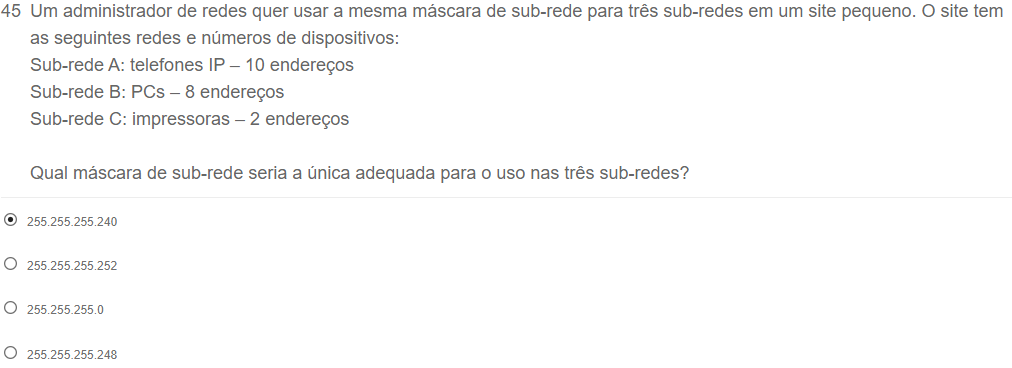 45 Um administrador de redes quer usar a mesma máscara de sub-rede para três sub-redes em um site pequeno. O site tem
as seguintes redes e números de dispositivos:
Sub-rede A: telefones IP – 10 endereços
Sub-rede B: PCs – 8 endereços
Sub-rede C: impressoras – 2 endereços
Qual máscara de sub-rede seria a única adequada para o uso nas três sub-redes?
255.255.255.240
255.255.255.252
255.255.255.0
255.255.255.248